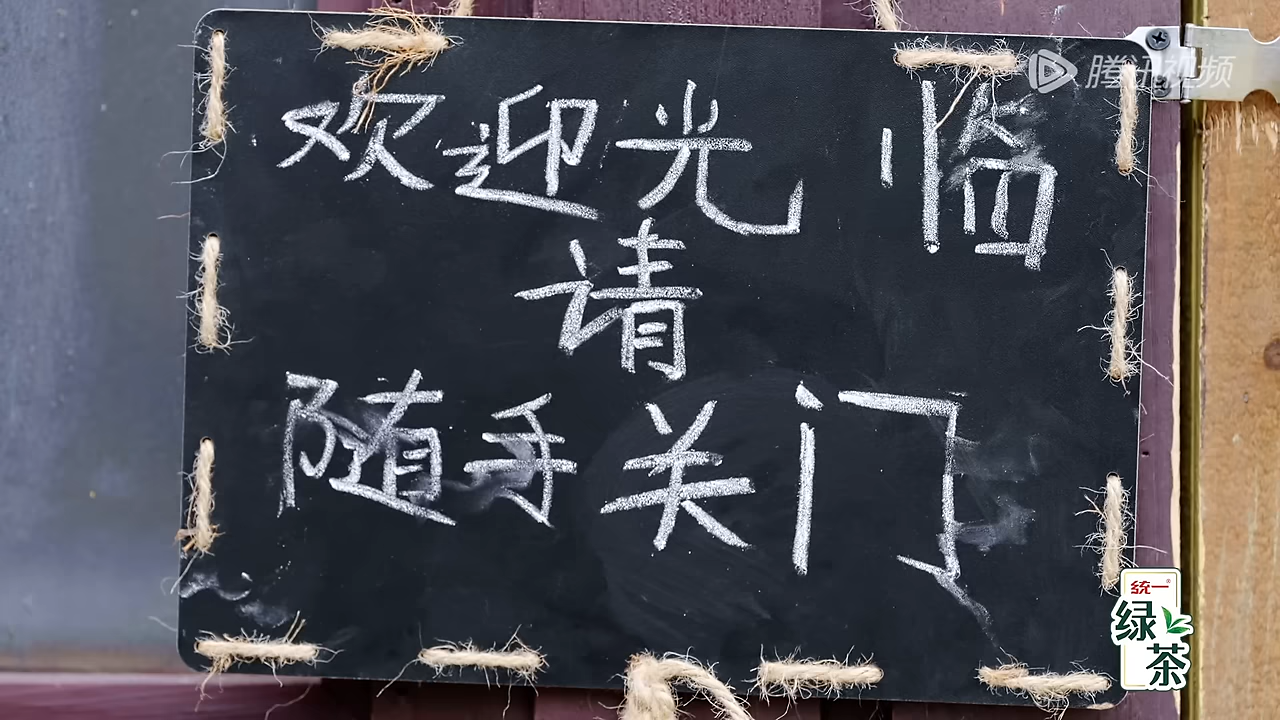 腾讯视频
欢迎光临
请
随手关门
统一
绿茶